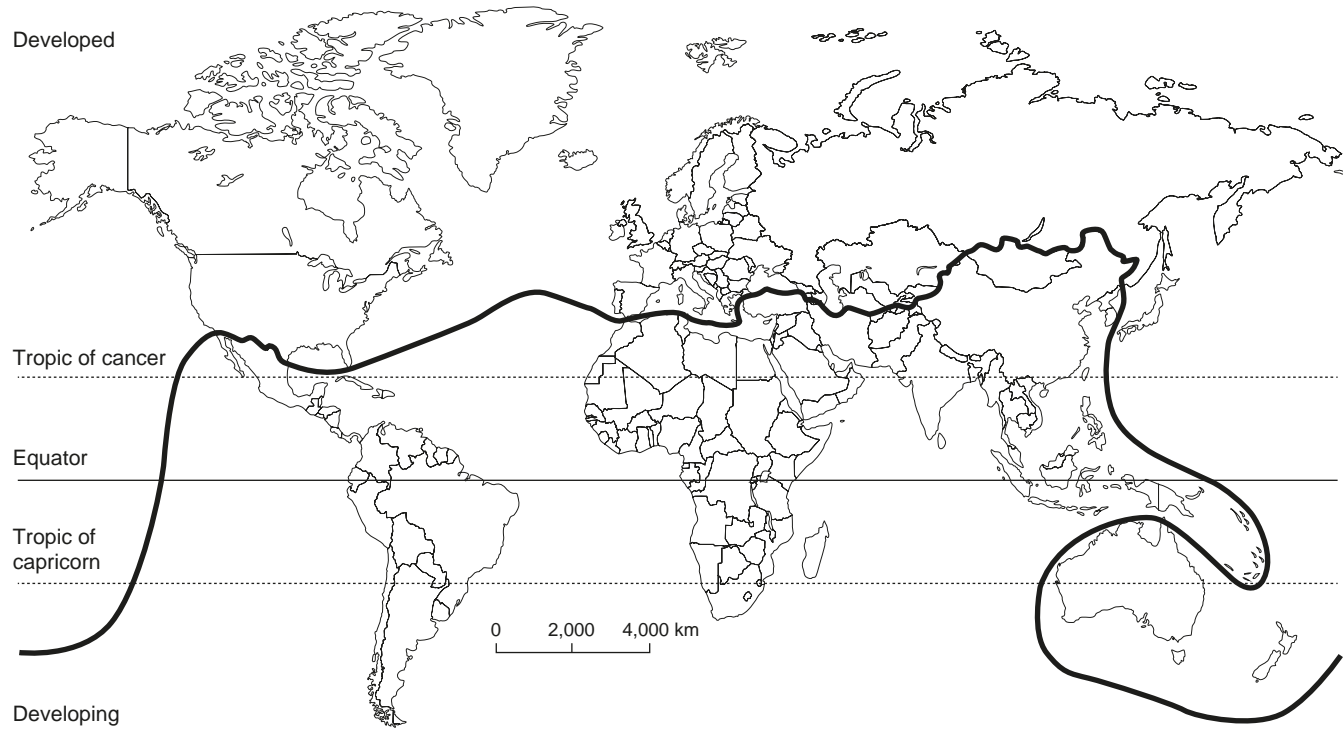 Developed
Tropic of cancer
Equator
Tropic of
capricorn
0 2,000 4,000 km
Developing